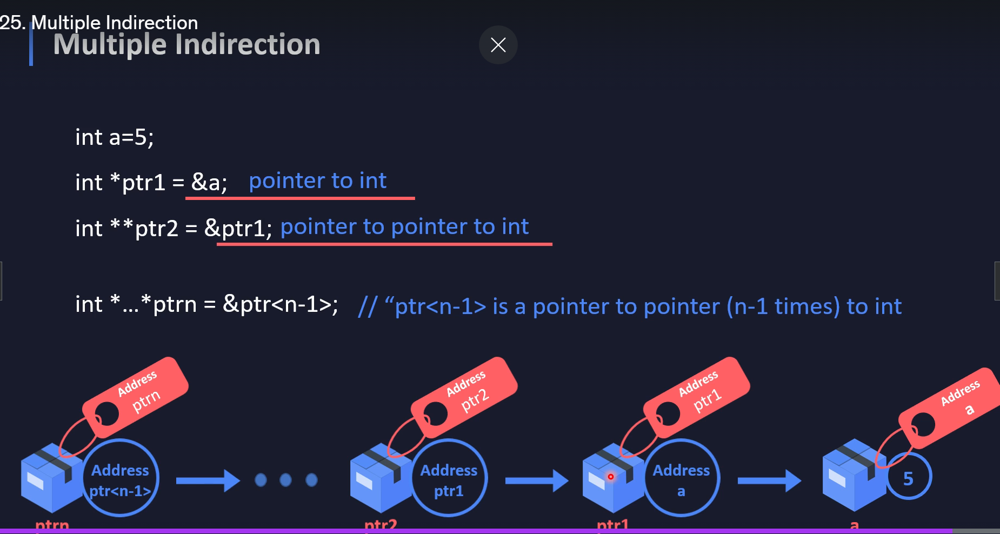 25. Multiple Indirection
Multiple Indirection
int a=5;
int *ptr1 = &a; pointer to int
int **ptr2 = &ptr1; pointer to pointer to int
int *...*ptrn = &ptr<n-1>; // “ptr<n-1> is a pointer to pointer (n-1 times) to int
Address
ptrn
Address
ptr2
Address
ptr1
Address
a
Address
ptr<n-1>
Address
ptr1
Address
a
5
ptrn
ptr2
ptr1
a